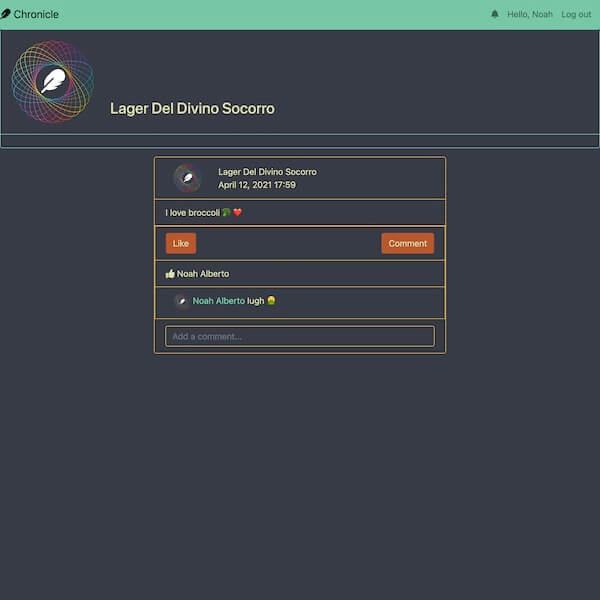 Chronicle
Hello, Noah
Log out
Lager Del Divino Socorro
Lager Del Divino Socorro
April 12, 2021 17:59
I love broccoli 🥦 ❤️
Like
Comment
Noah Alberto
Noah Alberto lugh 🤮
Add a comment...